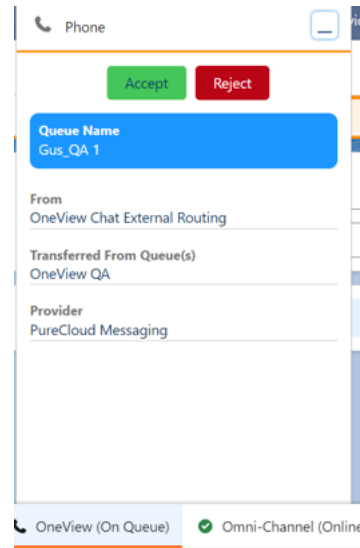 Phone
Accept
Reject
Queue Name
Gus_QA 1
From
OneView Chat External Routing
Transferred From Queue(s)
OneView QA
Provider
PureCloud Messaging
OneView (On Queue)
Omni-Channel (Online